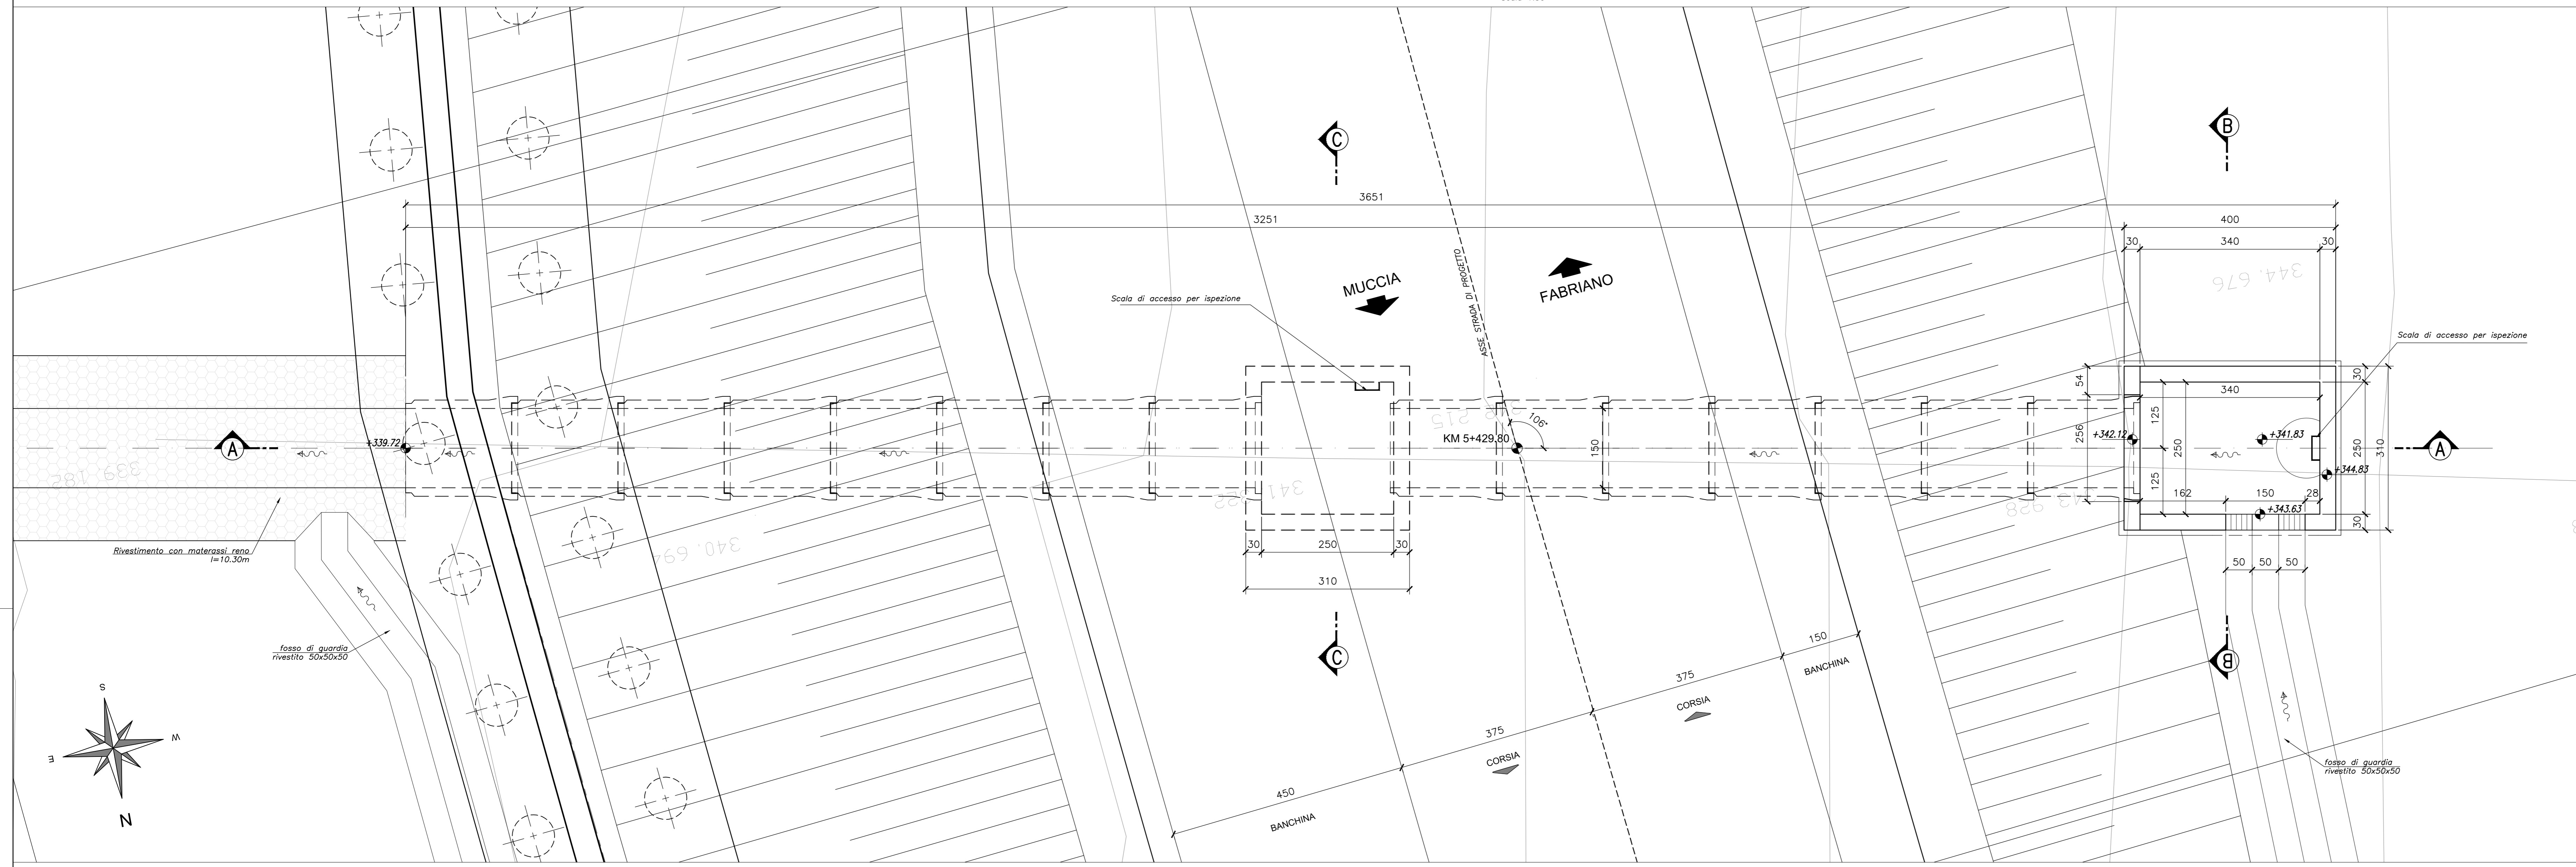 3651
3251
400
30
340
30
344.676
MUCCIA
FABRIANO
ASSE STRADA DI PROGETTO
Scala di accesso per ispezione
Scala di accesso per ispezione
C
B
54
256
340
125
250
125
30
250
310
30
+339.72
A
KM 5+429.80
106°
150
+342.12
+341.83
+344.83
A
162
150
28
+343.63
339.182
340.694
30
250
30
310
50
50
50
Rivestimento con materassi reno
l=10.30m
fosso di guardia
rivestito 50x50x50
C
B
150
BANCHINA
375
CORSIA
375
CORSIA
450
BANCHINA
fosso di guardia
rivestito 50x50x50
S
W
E
N